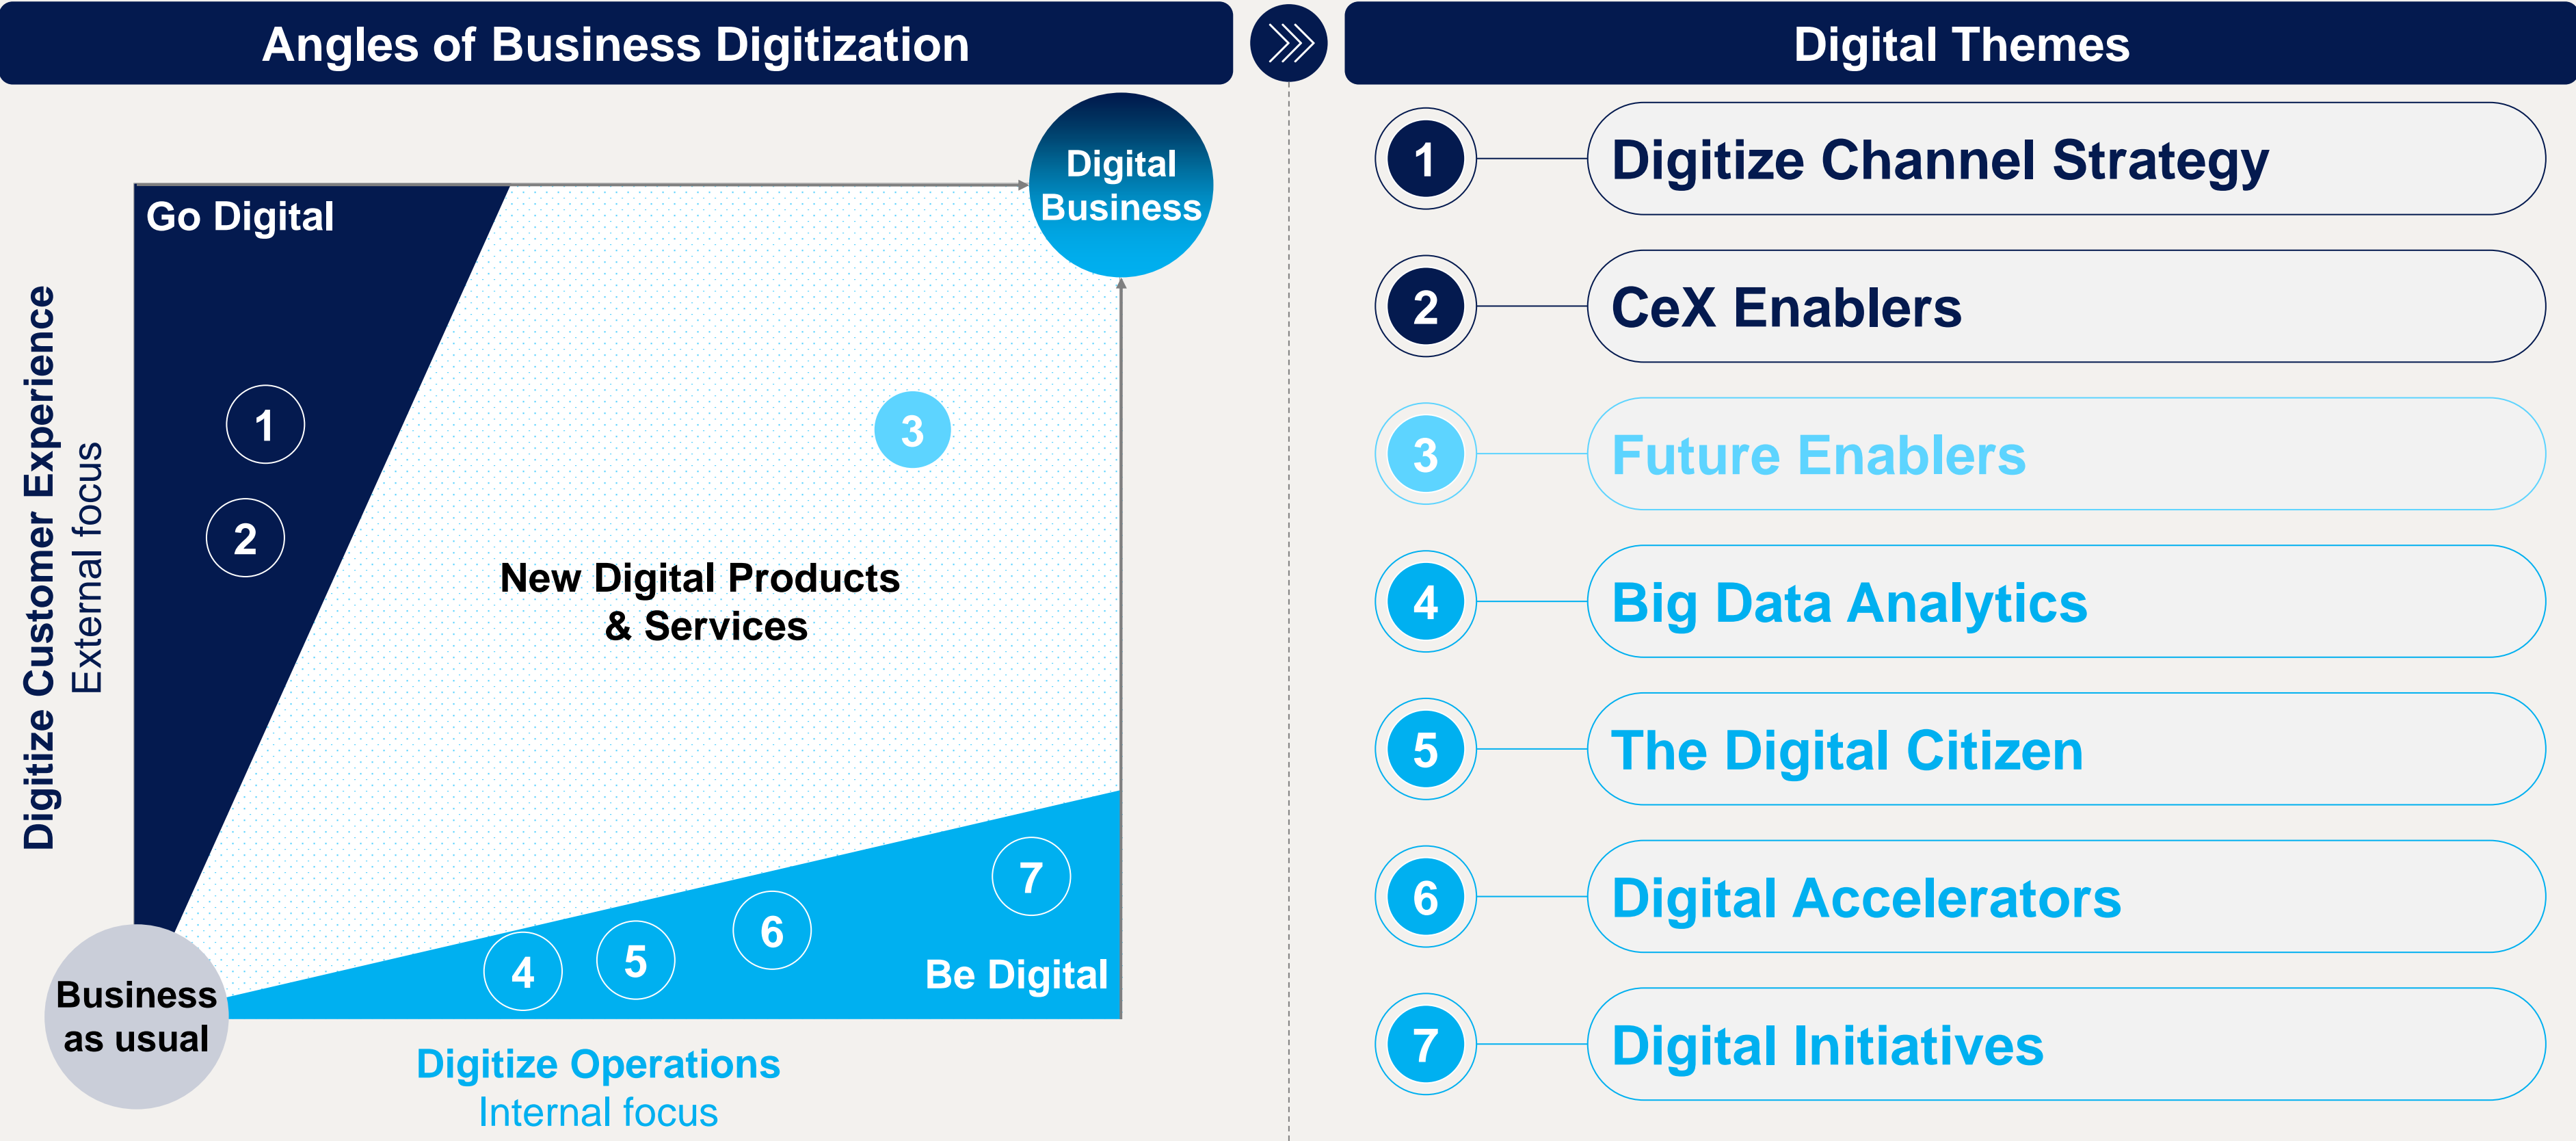 Angles of Business Digitization
Digital Themes
Digital
Business
Go Digital
1
2
3
New Digital Products
& Services
4
5
6
7
Be Digital
Business
as usual
Digitize Customer Experience
External focus
Digitize Operations
Internal focus
1
Digitize Channel Strategy
2
CeX Enablers
3
Future Enablers
4
Big Data Analytics
5
The Digital Citizen
6
Digital Accelerators
7
Digital Initiatives